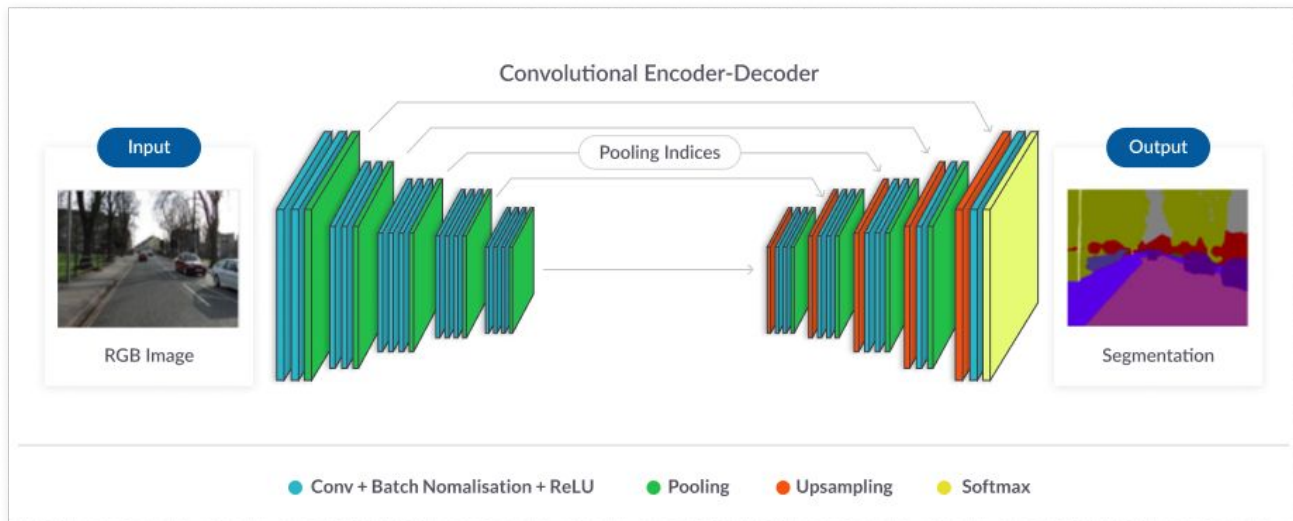 Convolutional Encoder-Decoder
Input
Pooling Indices
Output
RGB Image
Segmentation
Conv + Batch Nomalisation + ReLU
Pooling
Upsampling
Softmax